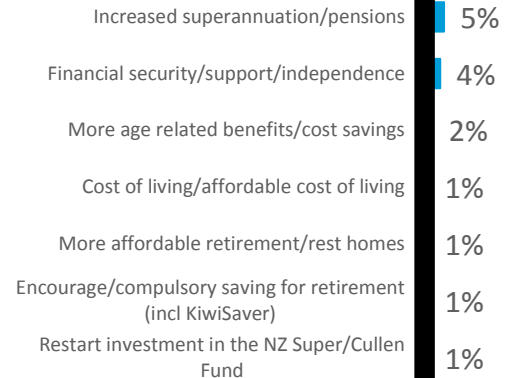 Increased superannuation/pensions 5%
Financial security/support/independence 4%
More age related benefits/cost savings 2%
Cost of living/affordable cost of living 1%
More affordable retirement/rest homes 1%
Encourage/compulsory saving for retirement
(incl KiwiSaver) 1%
Restart investment in the NZ Super/Cullen
Fund 1%